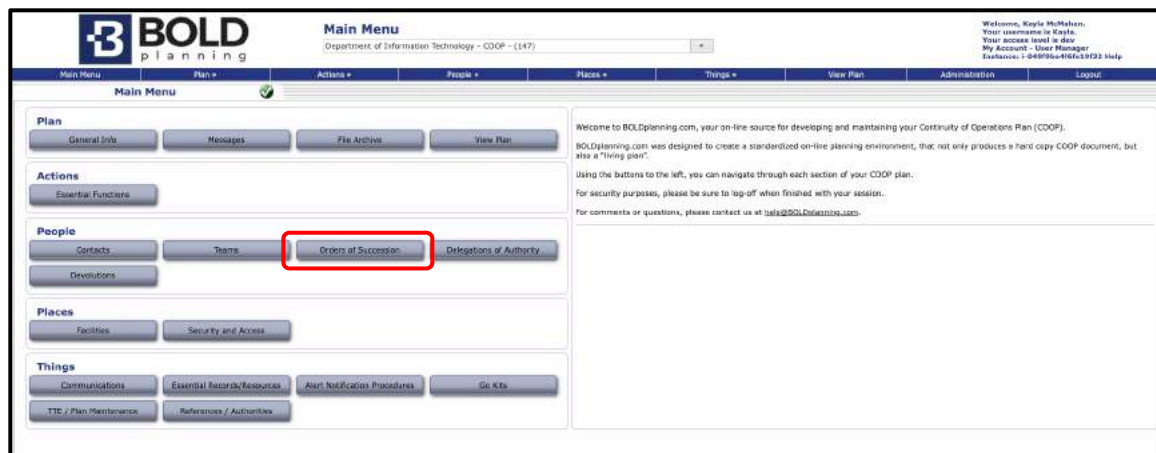 BOLD
planning
Main Menu
Department of Information Technology - COOP - (147)
Welcome, Kayla McMahan.
Your username is Kayla.
Your access level is dev
My Account - User Manager
Main Menu
Plan
Actions
People
Places
Things
View Plan
Administration
Logout
Main Menu
Plan
General Info
Messages
File Archive
View Plan
Actions
Essential Functions
People
Contacts
Teams
Orders of Succession
Delegations of Authority
Devolutions
Places
Facilities
Security and Access
Things
Communications
Essential Records/Resources
Alert Notification Procedures
Go Kits
TTE / Plan Maintenance
References / Authorities
Welcome to BOLDplanning.com, your on-line source for developing and maintaining your Continuity of Operations Plan (COOP).
BOLDplanning.com was designed to create a standardized on-line planning environment, that not only produces a hard copy COOP document, but
also a "living plan".
Using the buttons to the left, you can navigate through each section of your COOP plan.
For security purposes, please be sure to log-off when finished with your session.
For comments or questions, please contact us at help@BOLDplanning.com.